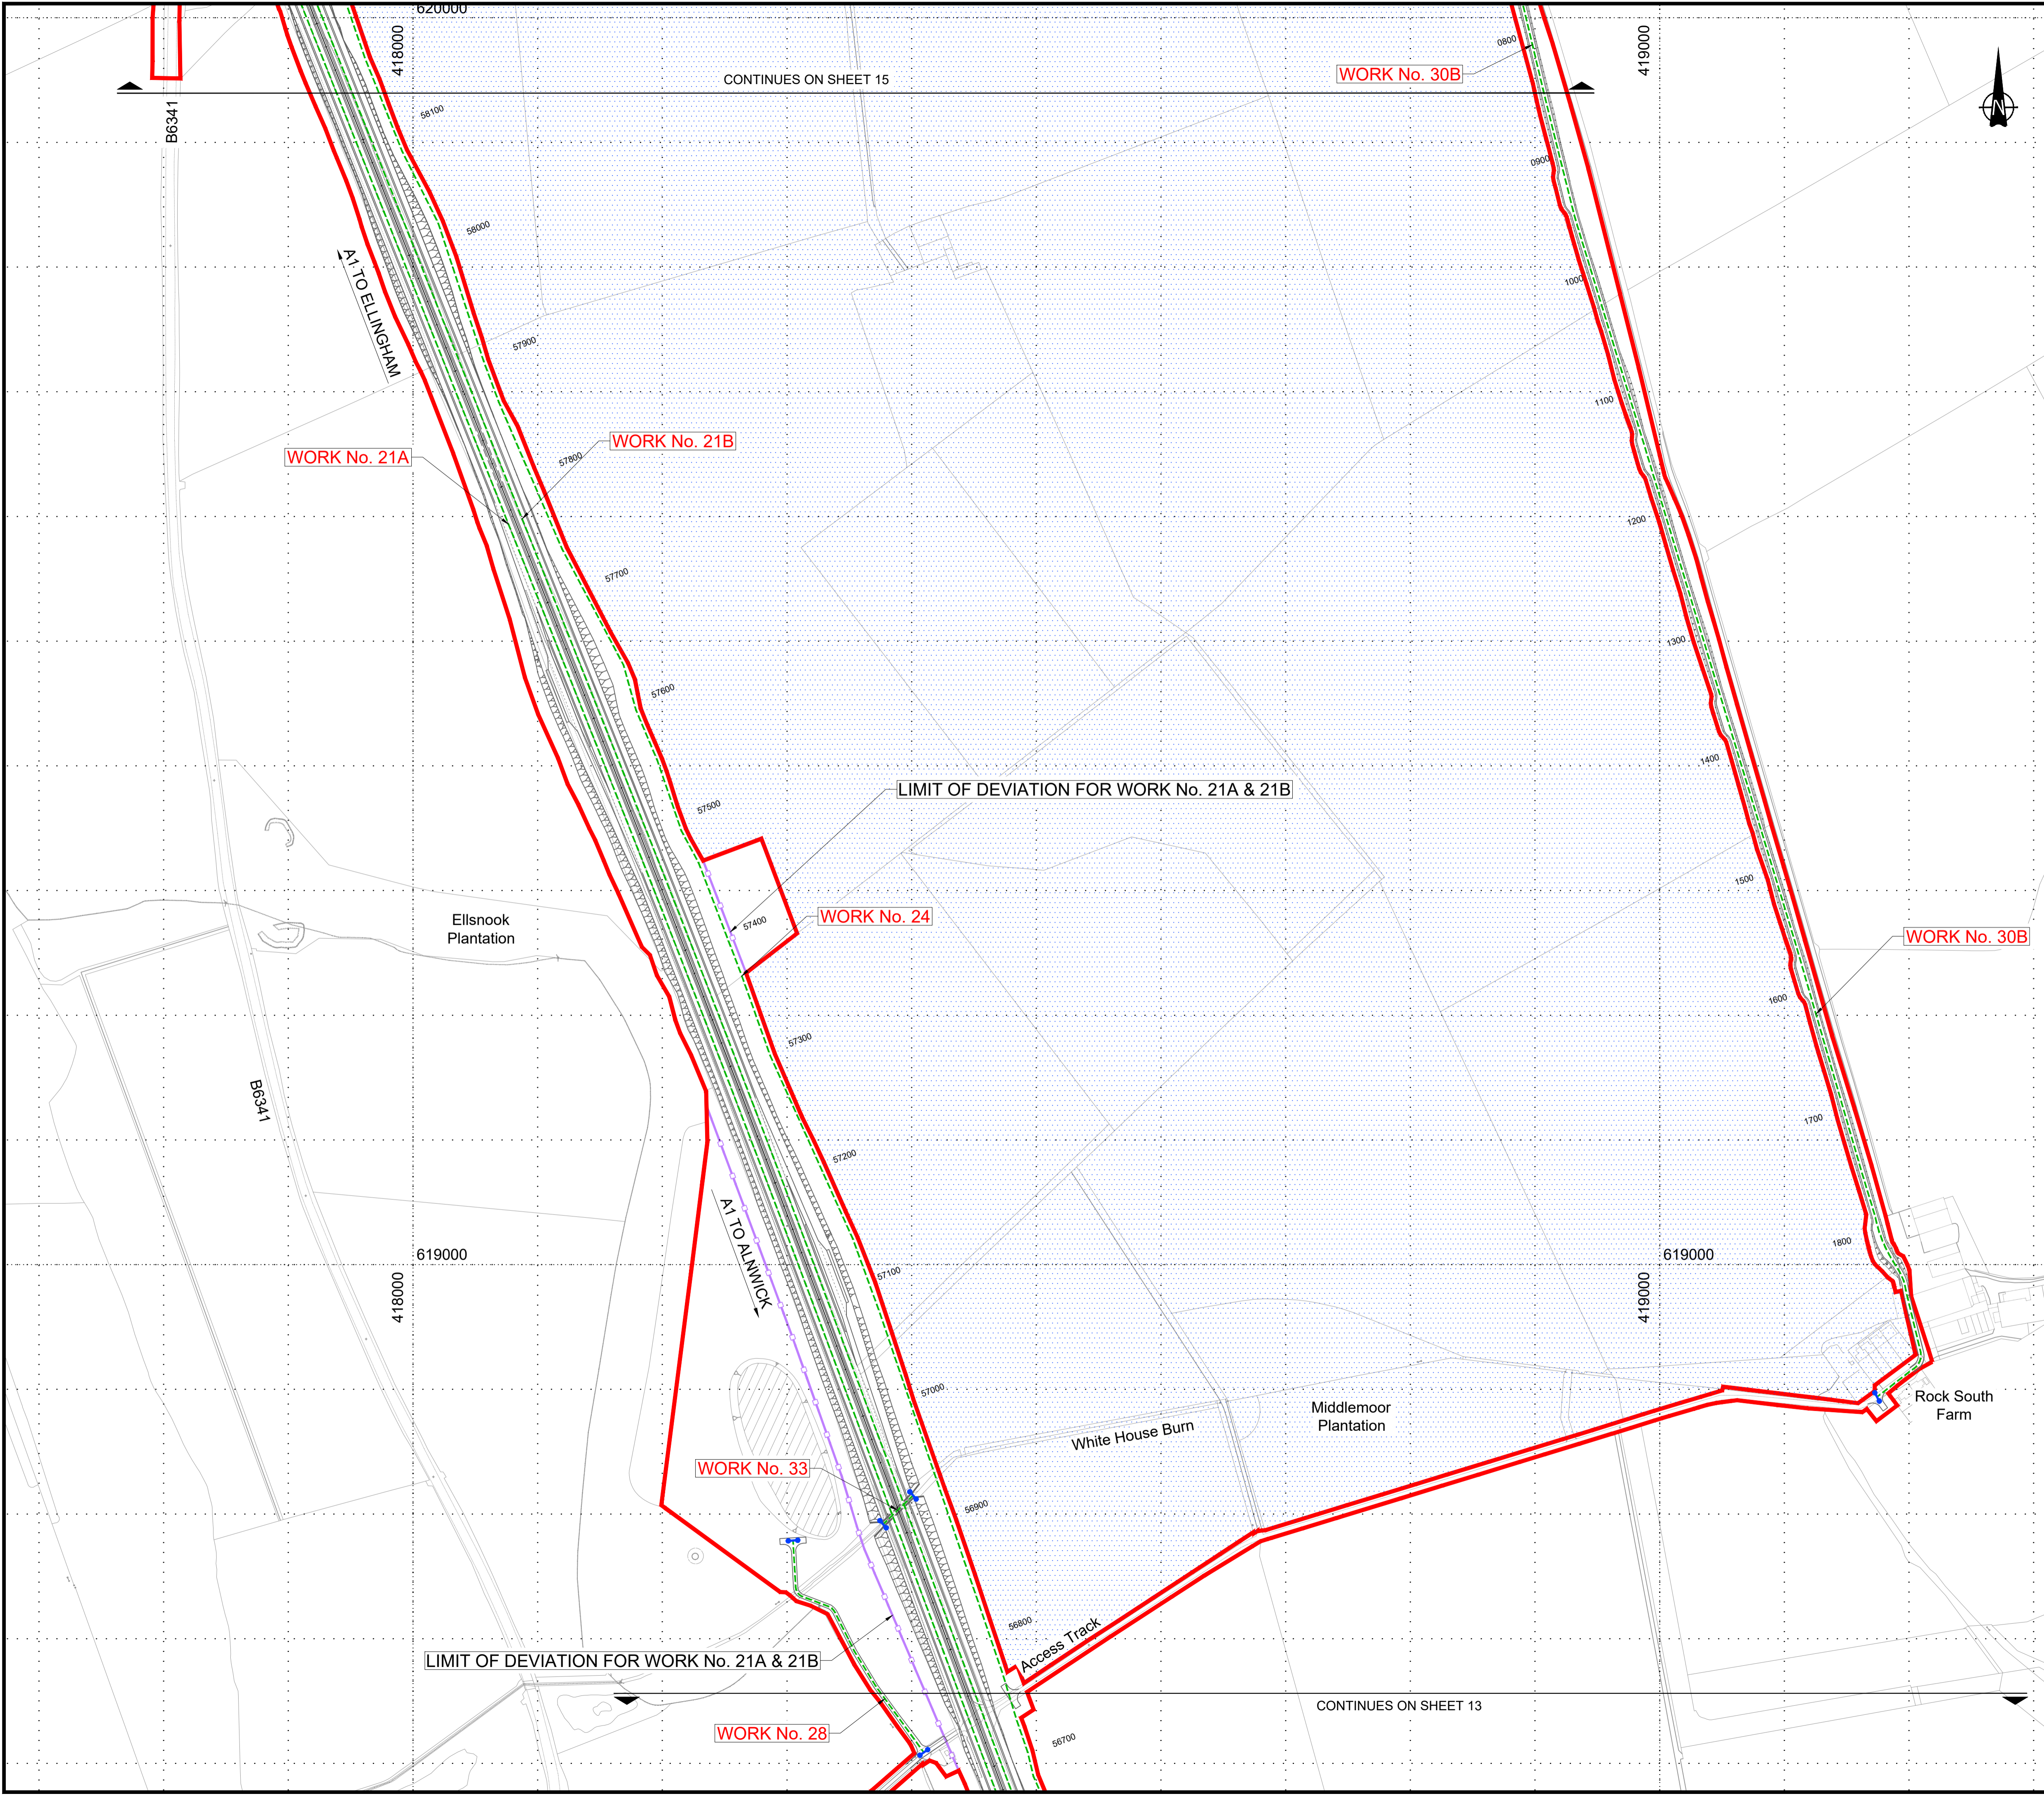 620000
418000
419000
0800
WORK No. 30B
CONTINUES ON SHEET 15
N
B6341
58100
0900
58000
A1 TO ELLINGHAM
1000
57900
1100
WORK No. 21B
WORK No. 21A
57800
1200
57700
1300
57600
1400
LIMIT OF DEVIATION FOR WORK No. 21A & 21B
57500
1500
WORK No. 24
57400
Ellsnook
Plantation
WORK No. 30B
1600
57300
B6341
1700
57200
A1 TO ALNWICK
1800
619000
619000
418000
419000
57100
57000
Middlemoor
Plantation
Rock South
Farm
White House Burn
WORK No. 33
56900
56800
Access Track
LIMIT OF DEVIATION FOR WORK No. 21A & 21B
CONTINUES ON SHEET 13
WORK No. 28
56700